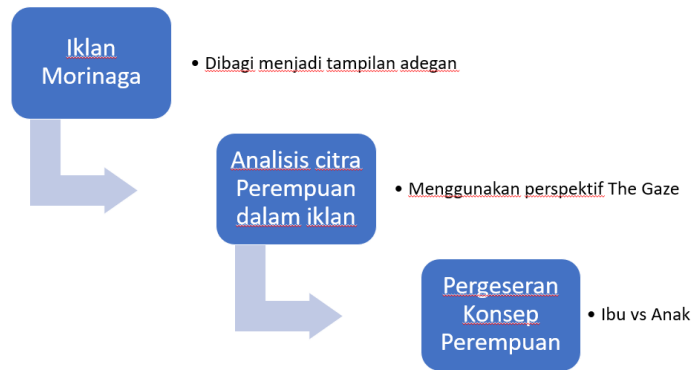 Iklan
Morinaga
• Dibagi menjadi tampilan adegan
Analisis citra
Perempuan
dalam iklan
• Menggunakan perspektif The Gaze
Pergeseran
Konsep
Perempuan
• Ibu vs Anak